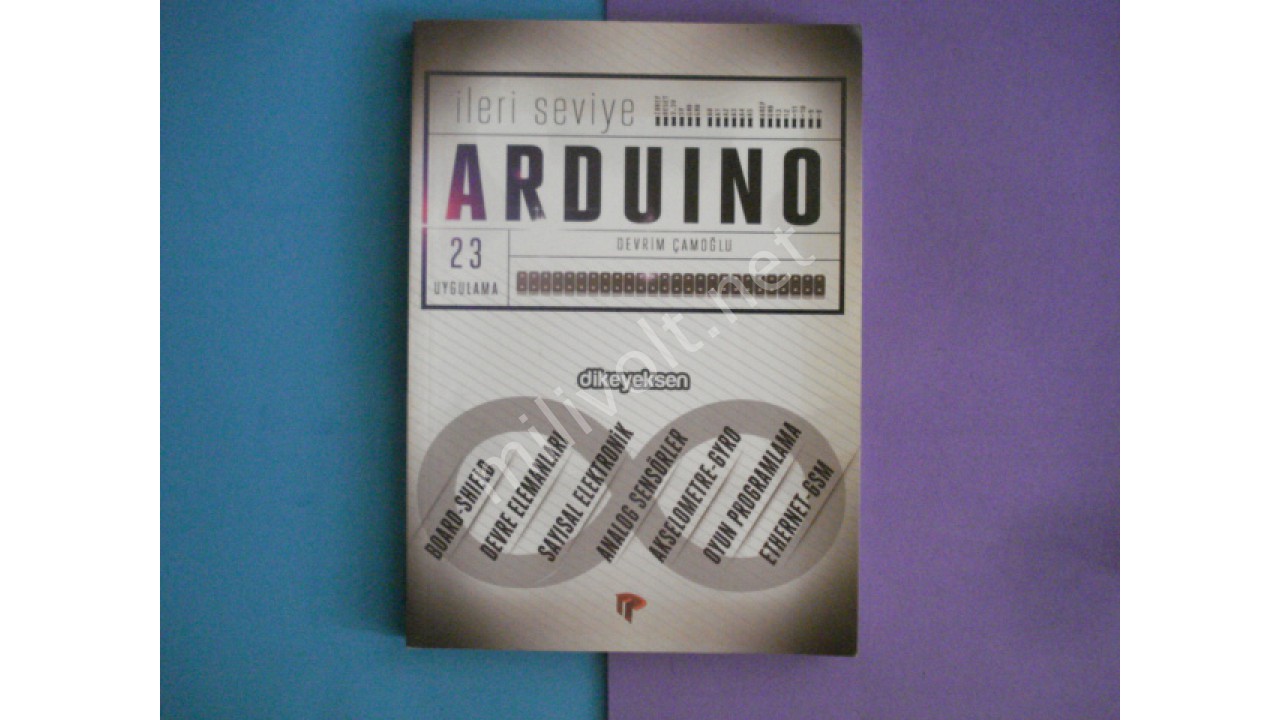 ileri seviye
ARDUINO
23
UYGULAMA
DEVRİM ÇAMOĞLU
dikeyeksen
BOARD-SHIELD
DEVRE ELEMANLARI
SAYISAL ELEKTRONİK
ANALOG SENSÖRLER
AKSELOMETRE-GYRO
OYUN PROGRAMLAMA
ETHERNET-GSM
milivolt.net